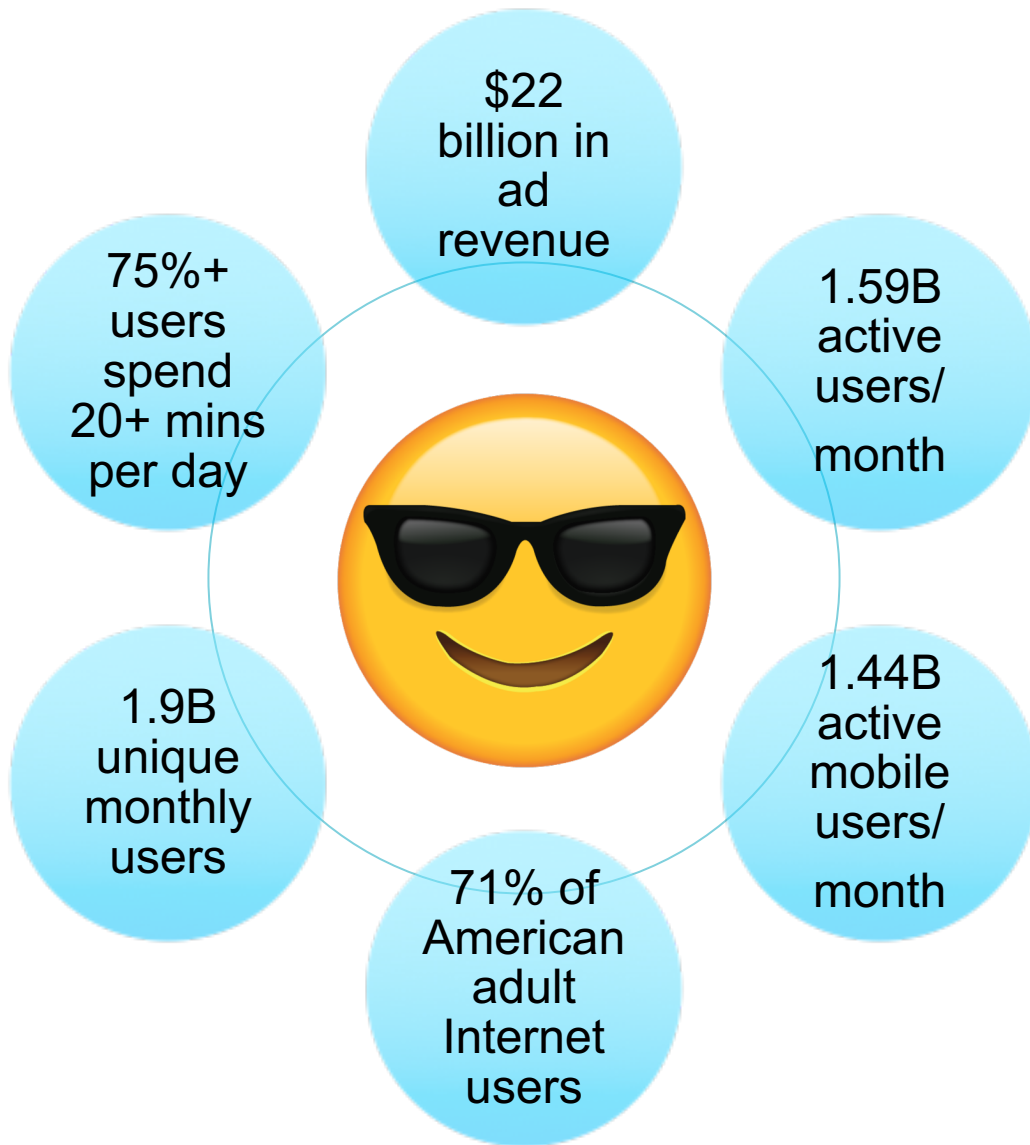 $22
billion in
ad
revenue
1.59B
active
users/
month
1.44B
active
mobile
users/
month
71% of
American
adult
Internet
users
1.9B
unique
monthly
users
75%+
users
spend
20+ mins
per day